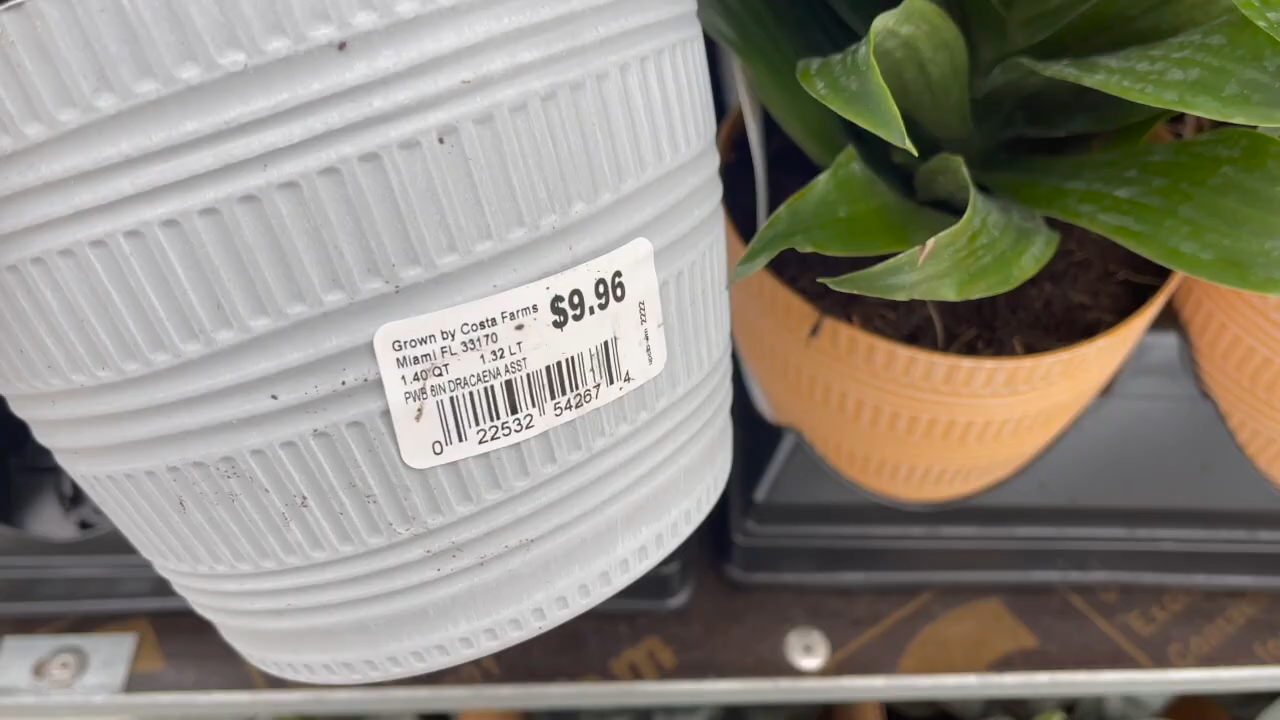 Grown by Costa Farms
$9.96
Miami FL 33170
1.40 QT 1.32 LT
PWB 6IN DRACAENA ASST
0 22532 54267 4
2222